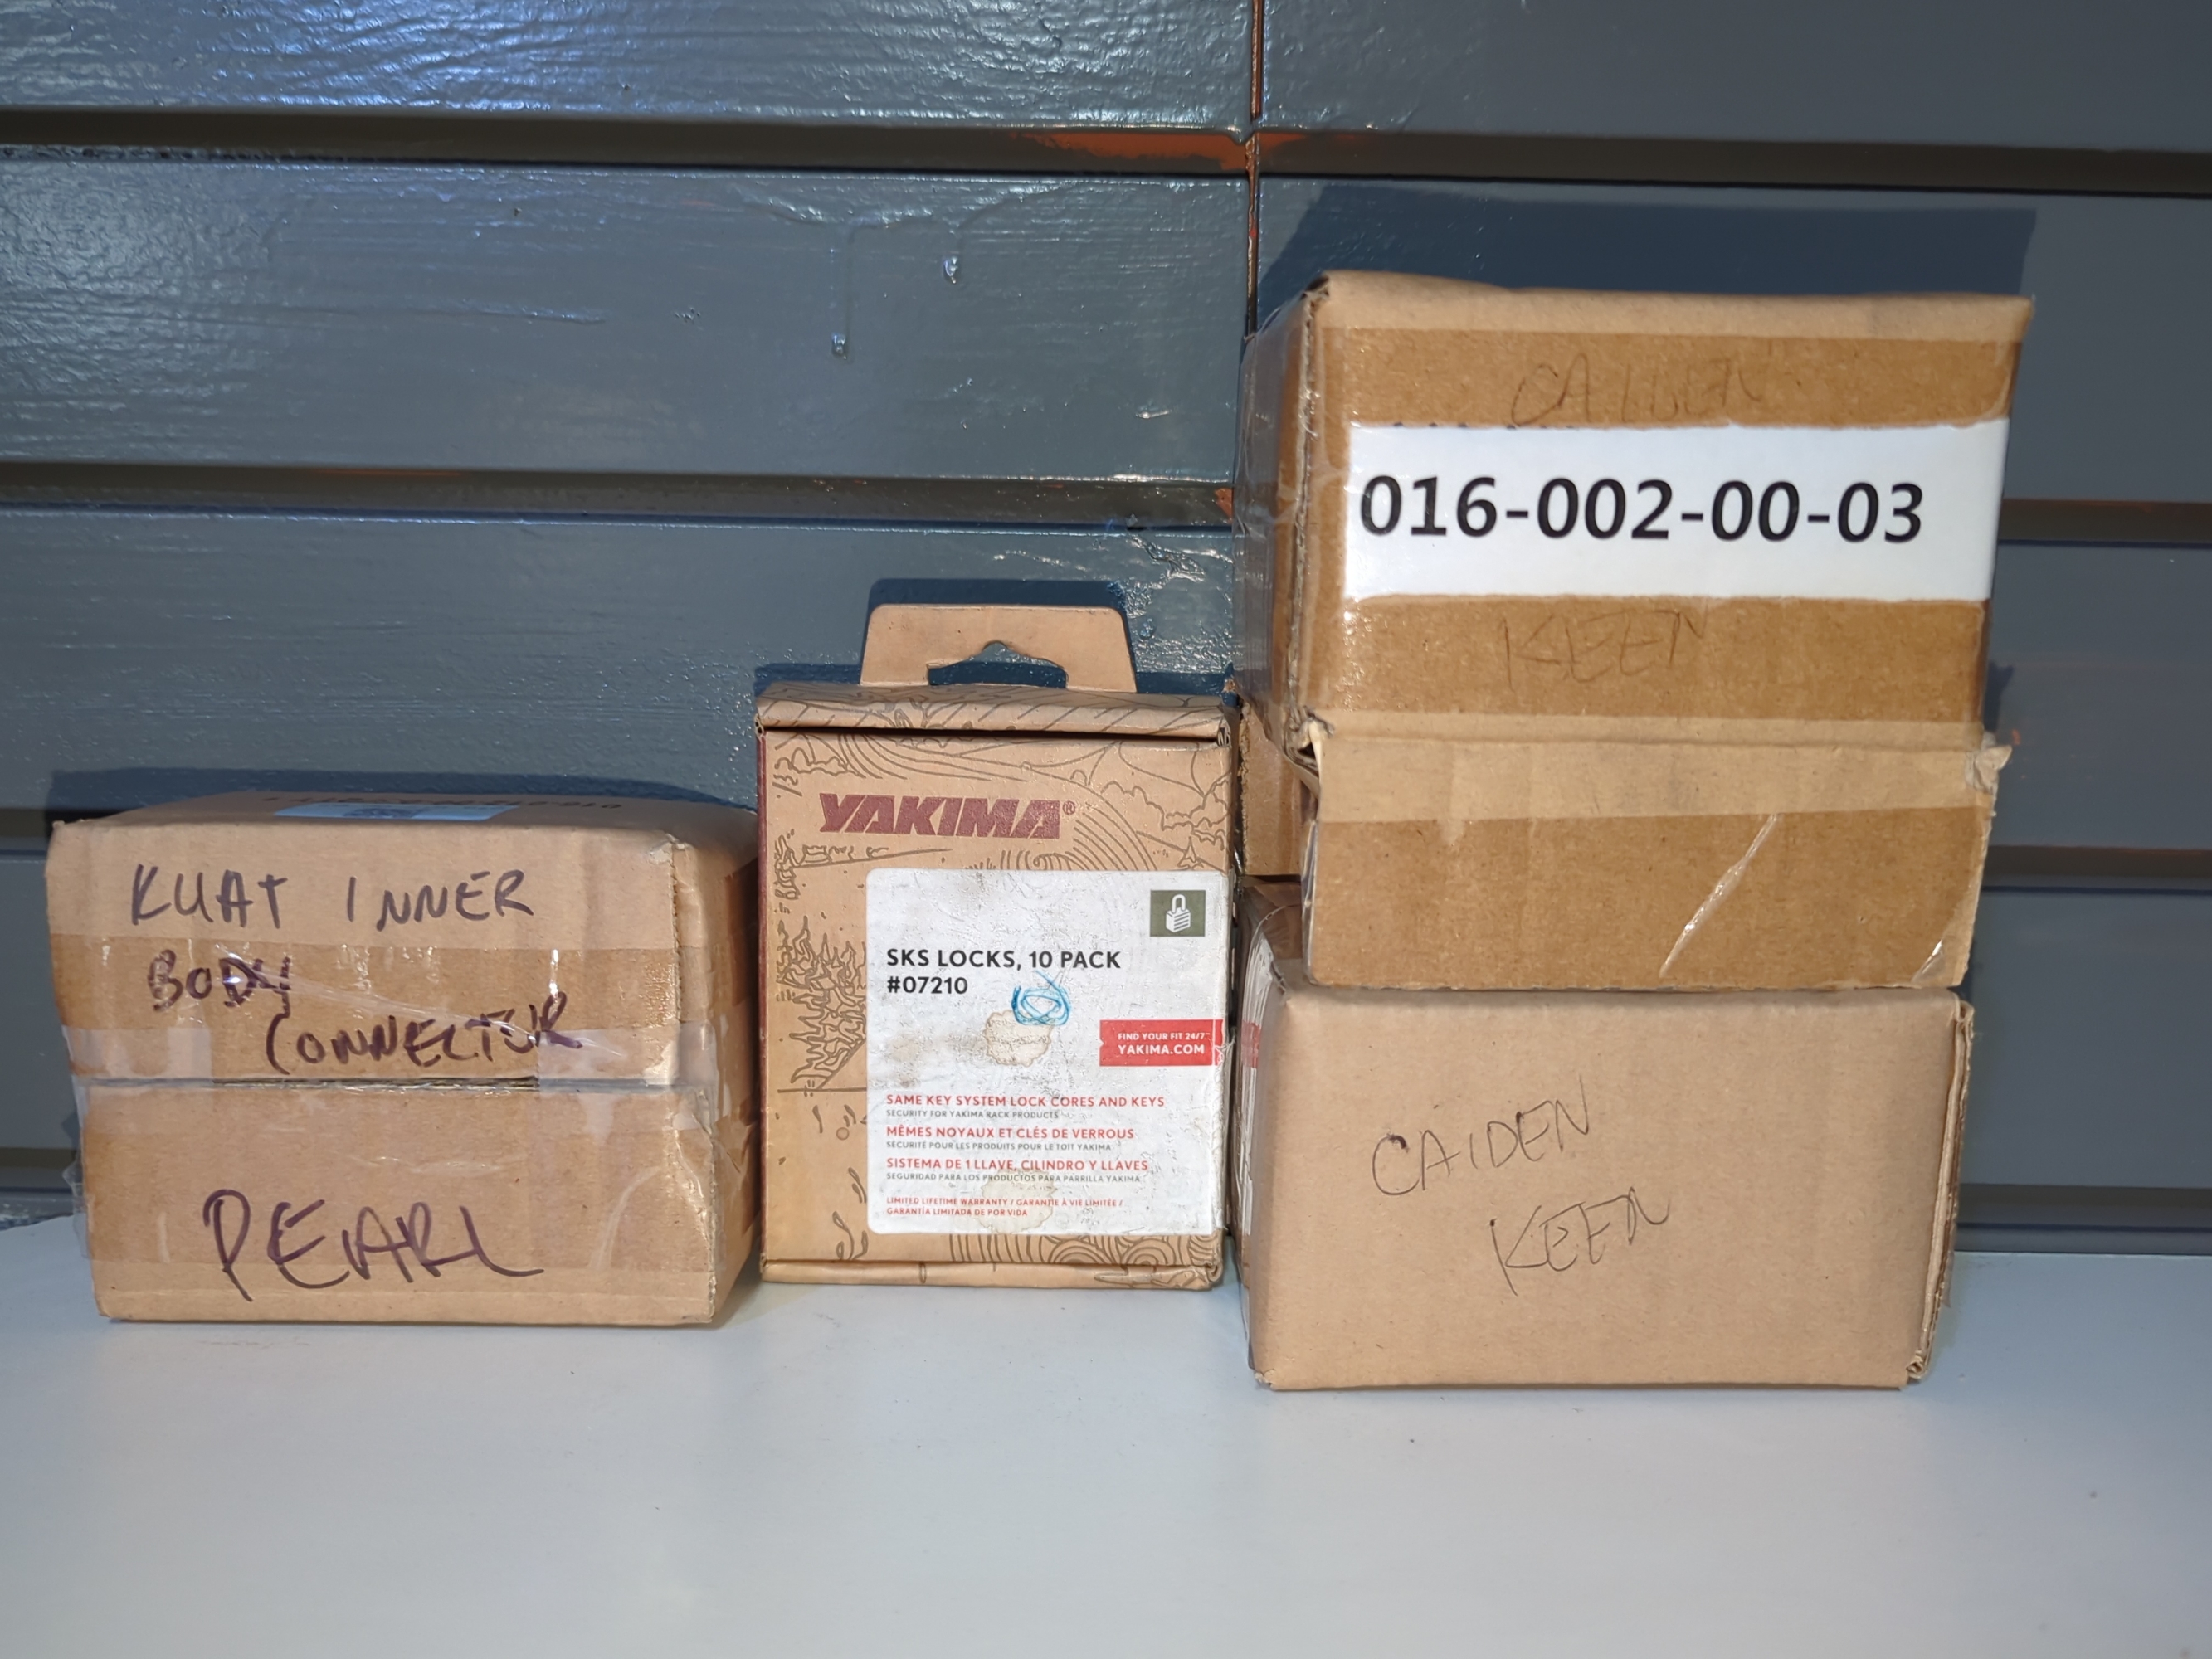 KUAT INNER
BODY
CONNECTOR
PEARL
YAKIMA®
SKS LOCKS, 10 PACK
#07210
FIND YOUR FIT 24/7™
YAKIMA.COM
SAME KEY SYSTEM LOCK CORES AND KEYS
SECURITY FOR YAKIMA RACK PRODUCTS
MÊMES NOYAUX ET CLÉS DE VERROUS
SÉCURITÉ POUR LES PRODUITS POUR LE TOIT YAKIMA
SISTEMA DE 1 LLAVE, CILINDRO Y LLAVES
SEGURIDAD PARA LOS PRODUCTOS PARA PARRILLA YAKIMA
LIMITED LIFETIME WARRANTY / GARANTIE À VIE LIMITÉE /
GARANTÍA LIMITADA DE POR VIDA
CAIDEN
016-002-00-03
KEEN
CAIDEN
KEEN